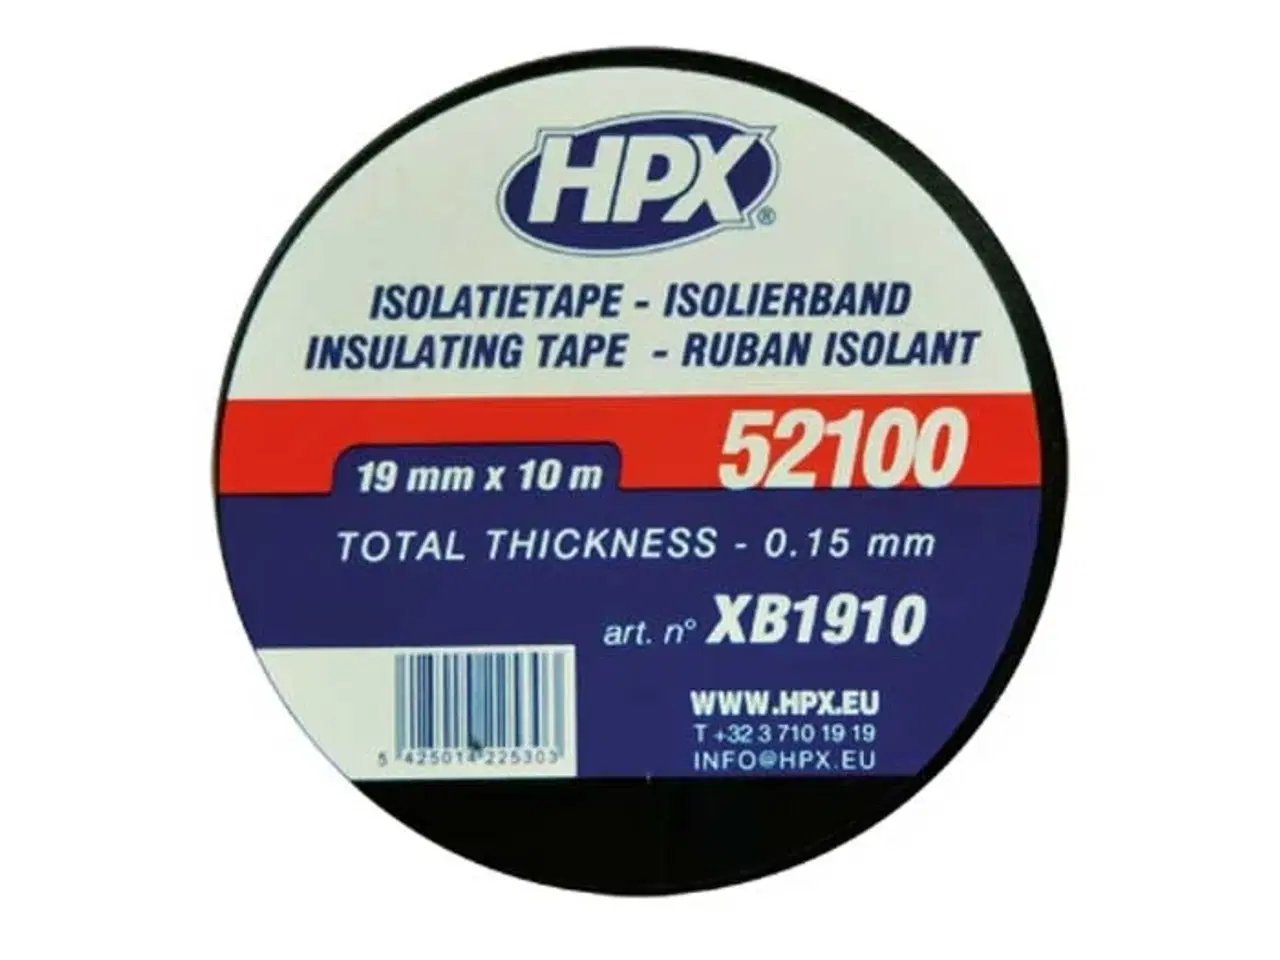 HPX®
ISOLATIETAPE - ISOLIERBAND
INSULATING TAPE - RUBAN ISOLANT
52100
19 mm x 10 m
TOTAL THICKNESS - 0.15 mm
art. n° XB1910
WWW.HPX.EU
T +32 3 710 19 19
INFO@HPX.EU
5 425014 225303